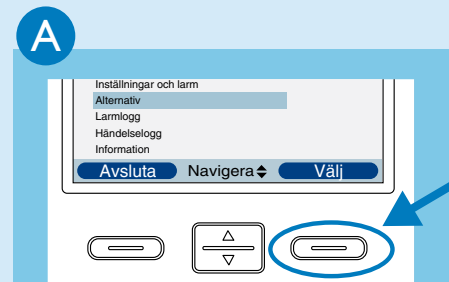 A
Inställningar och larm
Alternativ
Larmlogg
Händelselogg
Information
Avsluta Navigera Välj